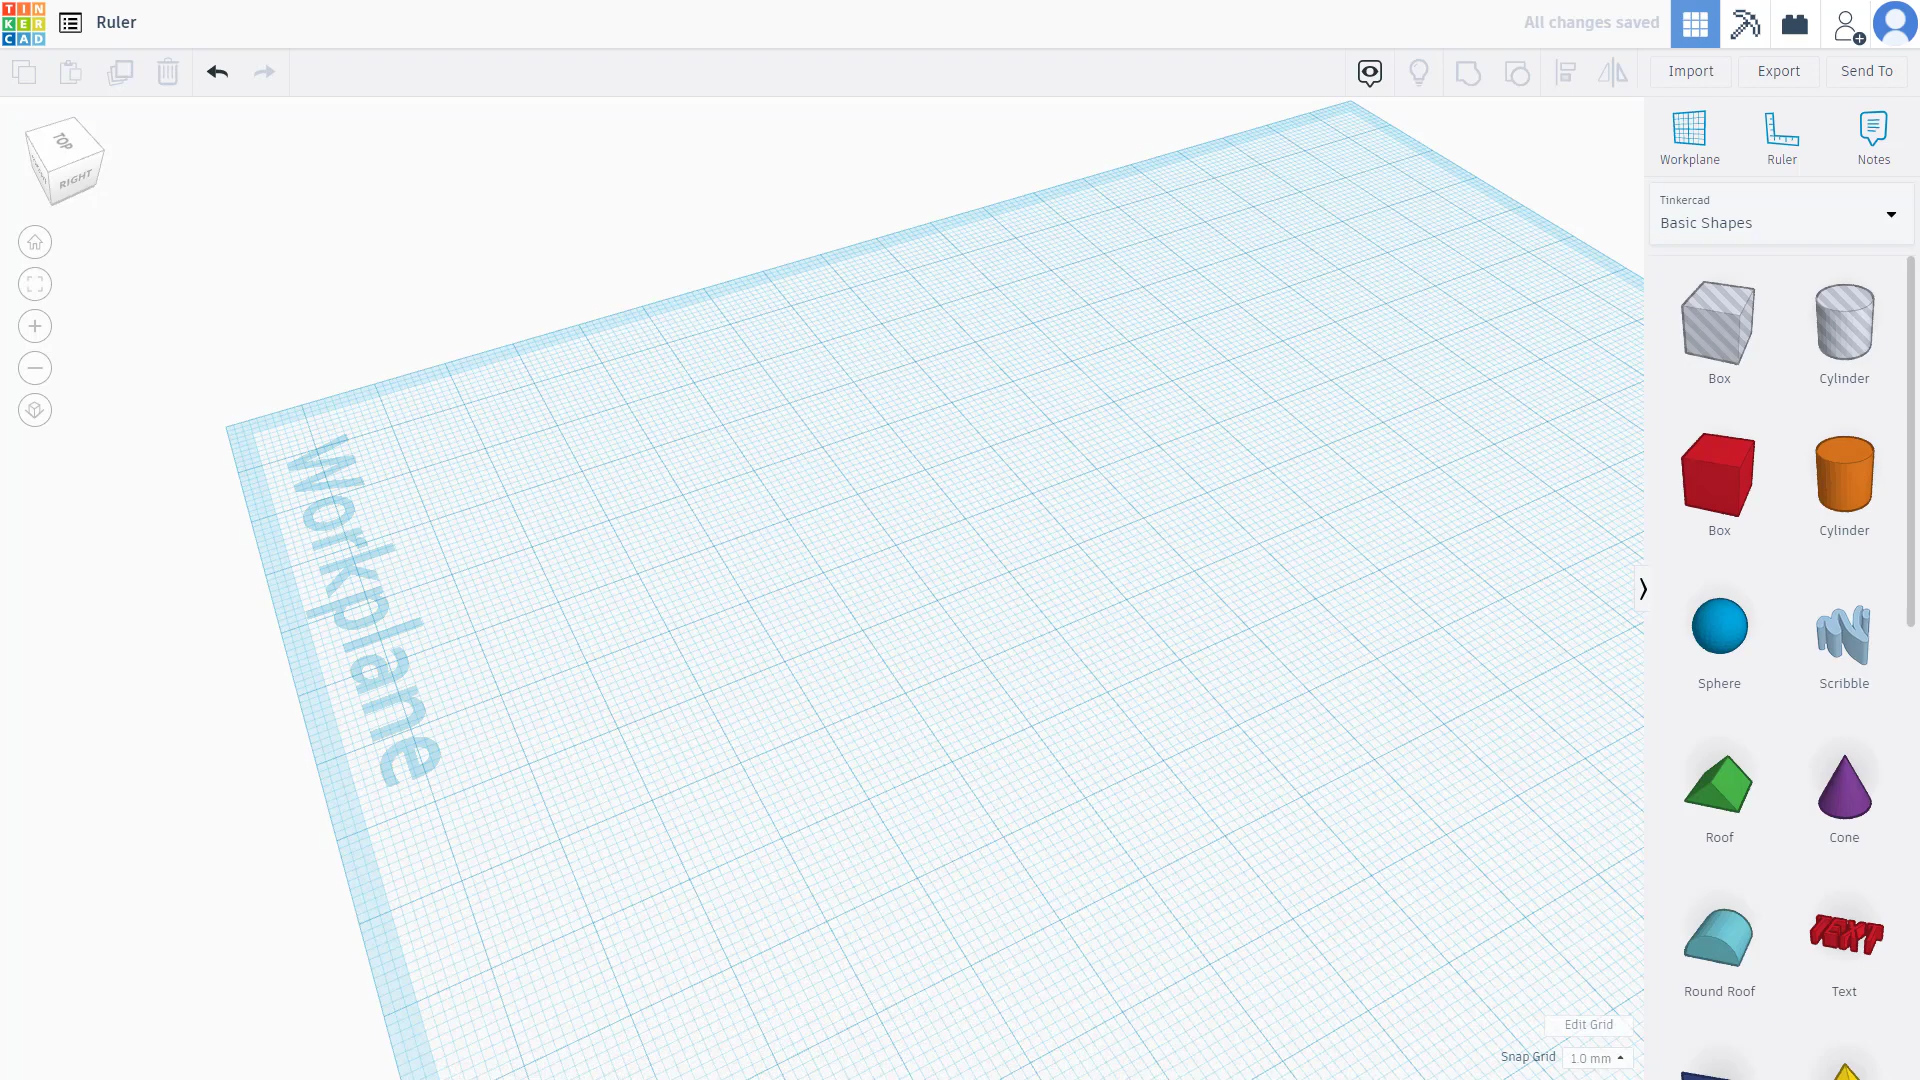 TIN
KER
CAD
Ruler
All changes saved
Import
Export
Send To
TOP
RIGHT
Workplane
Ruler
Notes
Tinkercad
Basic Shapes
Box
Cylinder
Box
Cylinder
Sphere
Scribble
Roof
Cone
TEXT
Round Roof
Text
Workplane
Edit Grid
Snap Grid
1.0 mm